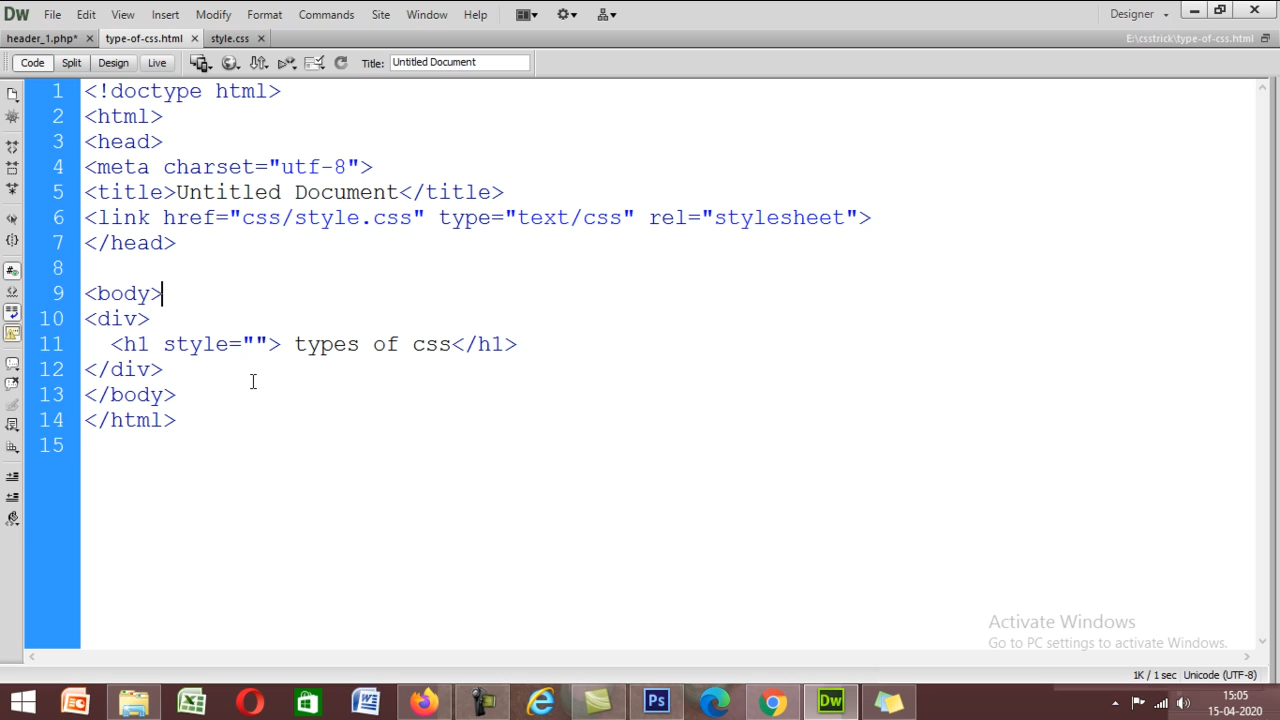 Dw File Edit View Insert Modify Format Commands Site Window Help Designer
header_1.php* type-of-css.html style.css E:\csstrick\type-of-css.html
Code Split Design Live Title: Untitled Document
1 <!doctype html>
2 <html>
3 <head>
4 <meta charset="utf-8">
5 <title>Untitled Document</title>
6 <link href="css/style.css" type="text/css" rel="stylesheet">
7 </head>
8
9 <body>
10 <div>
11 <h1 style=""> types of css</h1>
12 </div>
13 </body>
14 </html>
15
Activate Windows
Go to PC settings to activate Windows.
1K / 1 sec Unicode (UTF-8)
Ps Dw
15:05
15-04-2020